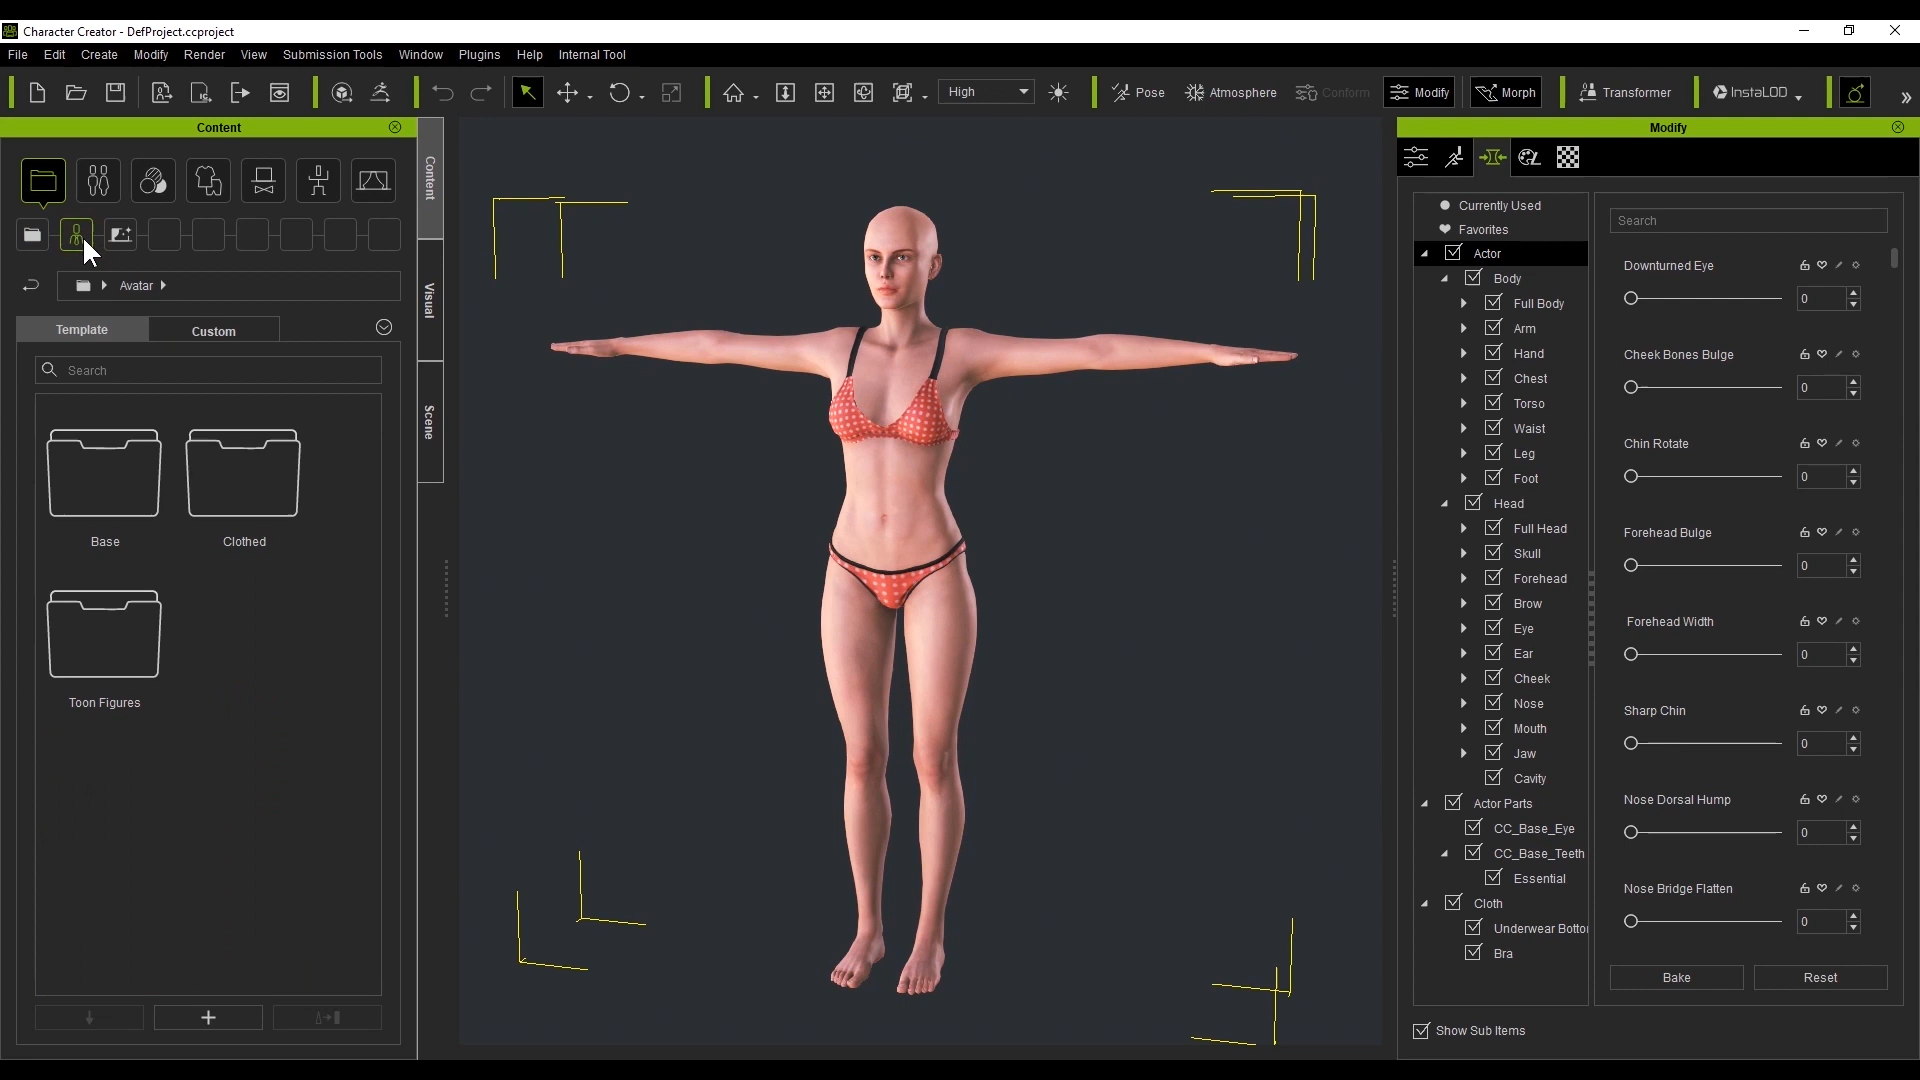 Character Creator - DefProject.ccproject
File Edit Create Modify Render View Submission Tools Window Plugins Help Internal Tool
High Pose Atmosphere Conform Modify Morph Transformer InstaLOD
Content
Content
Visual
Scene
Avatar
Template Custom
Search
Base Clothed
Toon Figures
Modify
Currently Used
Favorites
Actor
Body
Full Body
Arm
Hand
Chest
Torso
Waist
Leg
Foot
Head
Full Head
Skull
Forehead
Brow
Eye
Ear
Cheek
Nose
Mouth
Jaw
Cavity
Actor Parts
CC_Base_Eye
CC_Base_Teeth
Essential
Cloth
Underwear Botto
Bra
Show Sub Items
Search
Downturned Eye
0
Cheek Bones Bulge
0
Chin Rotate
0
Forehead Bulge
0
Forehead Width
0
Sharp Chin
0
Nose Dorsal Hump
0
Nose Bridge Flatten
0
Bake Reset